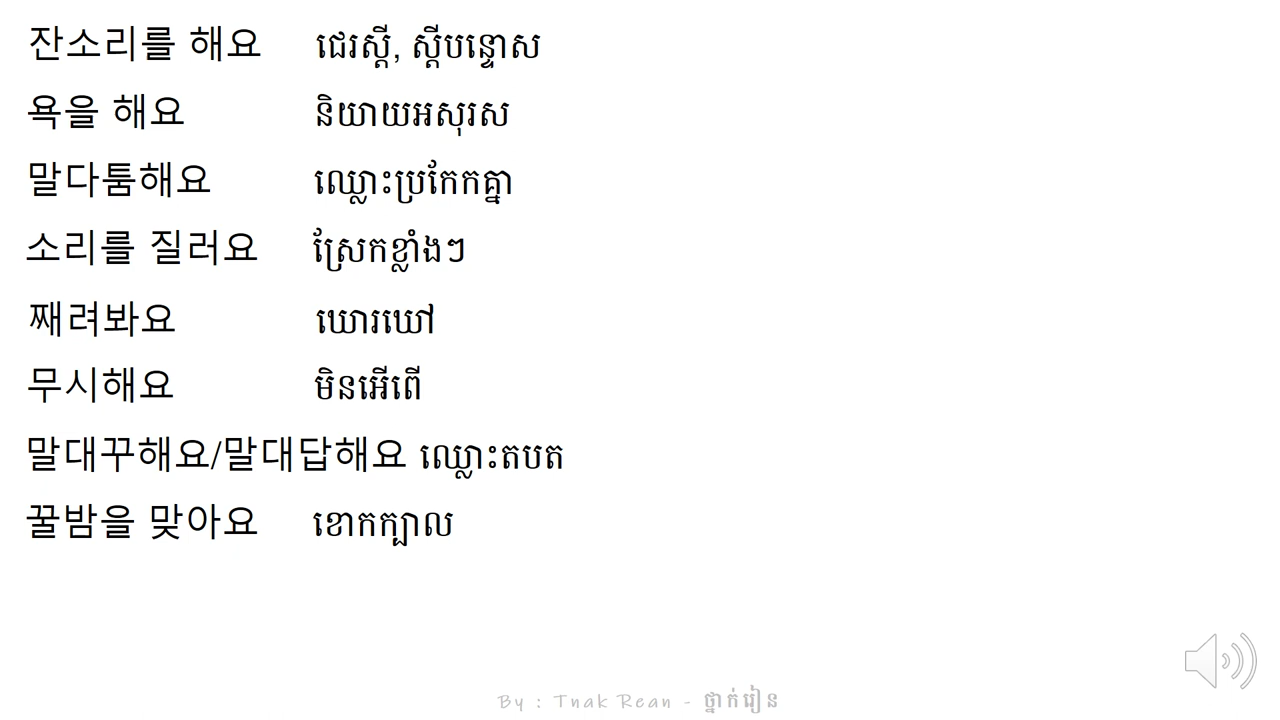 잔소리를 해요 ជេរស្តី, ស្តីបន្ទោស
욕을 해요 និយាយអសុរស
말다툼해요 ឈ្លោះប្រកែកគ្នា
소리를 질러요 ស្រែកខ្លាំងៗ
째려봐요 ឃោរឃៅ
무시해요 មិនអើពើ
말대꾸해요/말대답해요 ឈ្លោះតបត
꿀밤을 맞아요 ខោកក្បាល
By : Tnak Rean - ថ្នាក់រៀន